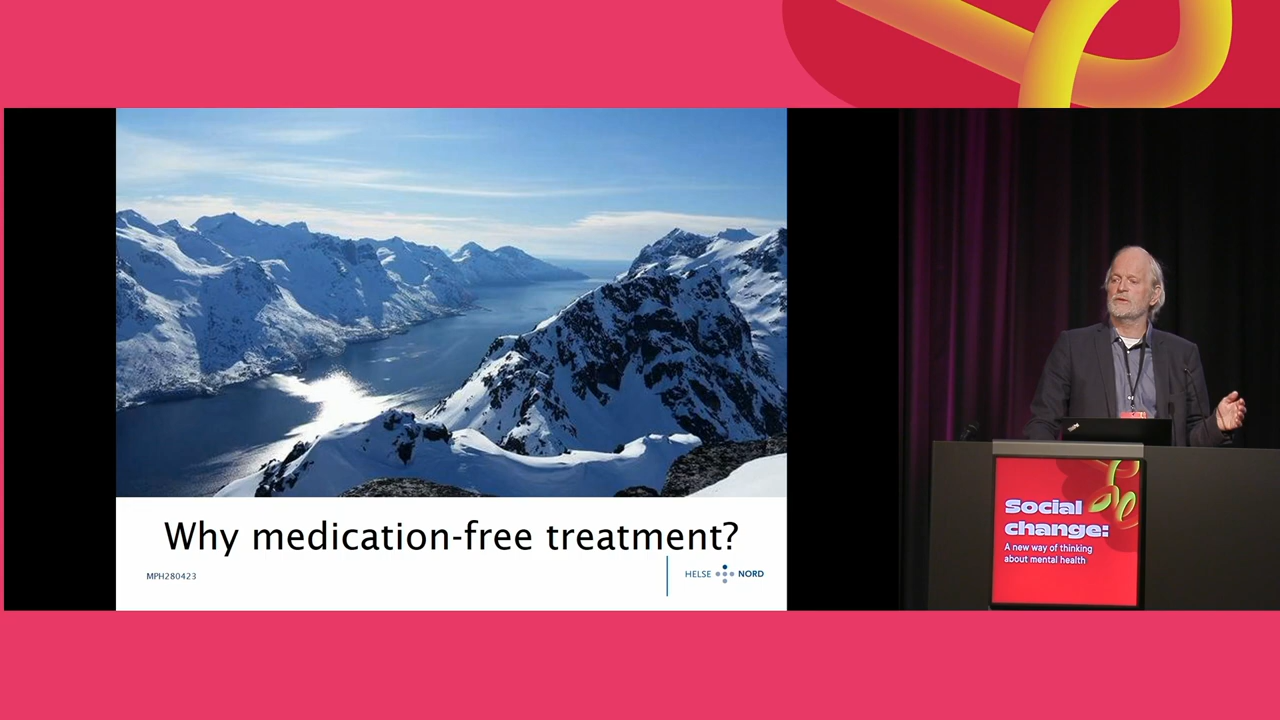 Why medication-free treatment?
MPH280423
HELSE NORD
Social
change:
A new way of thinking
about mental health